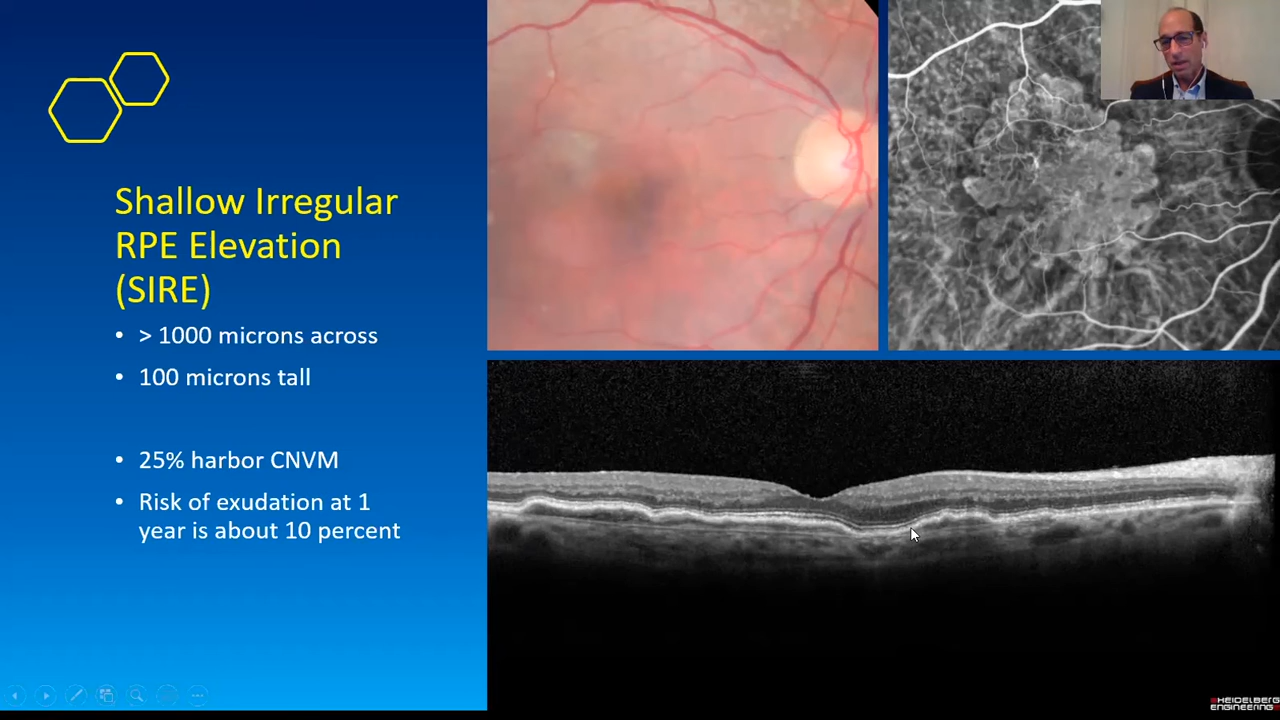 Shallow Irregular
RPE Elevation
(SIRE)
• > 1000 microns across
• 100 microns tall
• 25% harbor CNVM
• Risk of exudation at 1
year is about 10 percent
HEIDELBERG
ENGINEERING